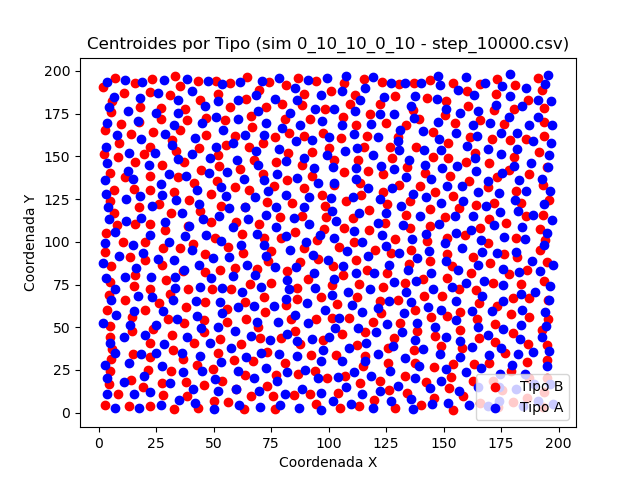 Centroides por Tipo (sim 0_10_10_0_10 - step_10000.csv)
Coordenada Y
200
175
150
125
100
75
50
25
0
0 25 50 75 100 125 150 175 200
Coordenada X
Tipo B
Tipo A